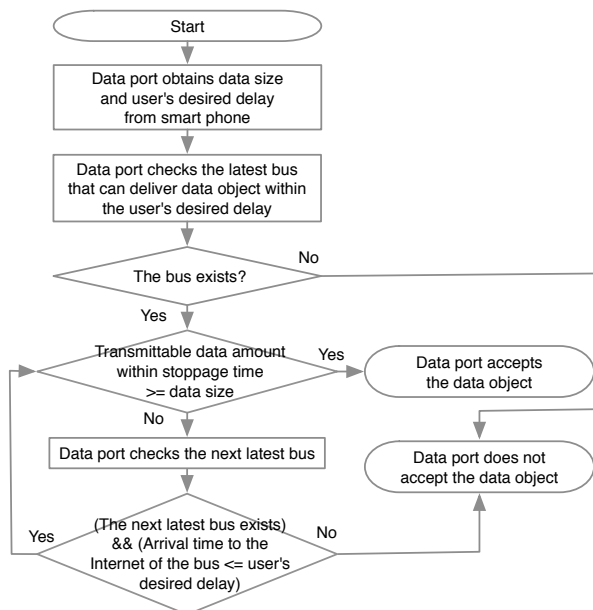 Start
Data port obtains data size
and user's desired delay
from smart phone
Data port checks the latest bus
that can deliver data object within
the user's desired delay
The bus exists?
No
Yes
Transmittable data amount
within stoppage time
>= data size
Yes
Data port accepts
the data object
No
Data port checks the next latest bus
Data port does not
accept the data object
(The next latest bus exists)
&& (Arrival time to the
Internet of the bus <= user's
desired delay)
Yes
No